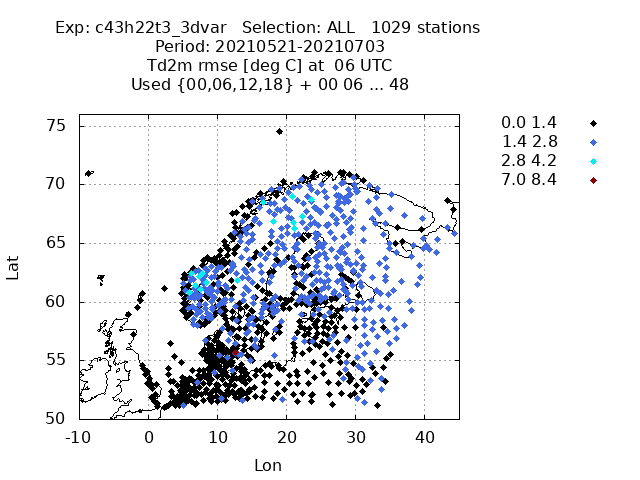 Exp: c43h22t3_3dvar   Selection: ALL   1029 stations
Period: 20210521-20210703
Td2m rmse [deg C] at  06 UTC
Used {00,06,12,18} + 00 06 ... 48
0.0 1.4
1.4 2.8
2.8 4.2
7.0 8.4
75
70
65
60
55
50
Lat
-10 0 10 20 30 40
Lon